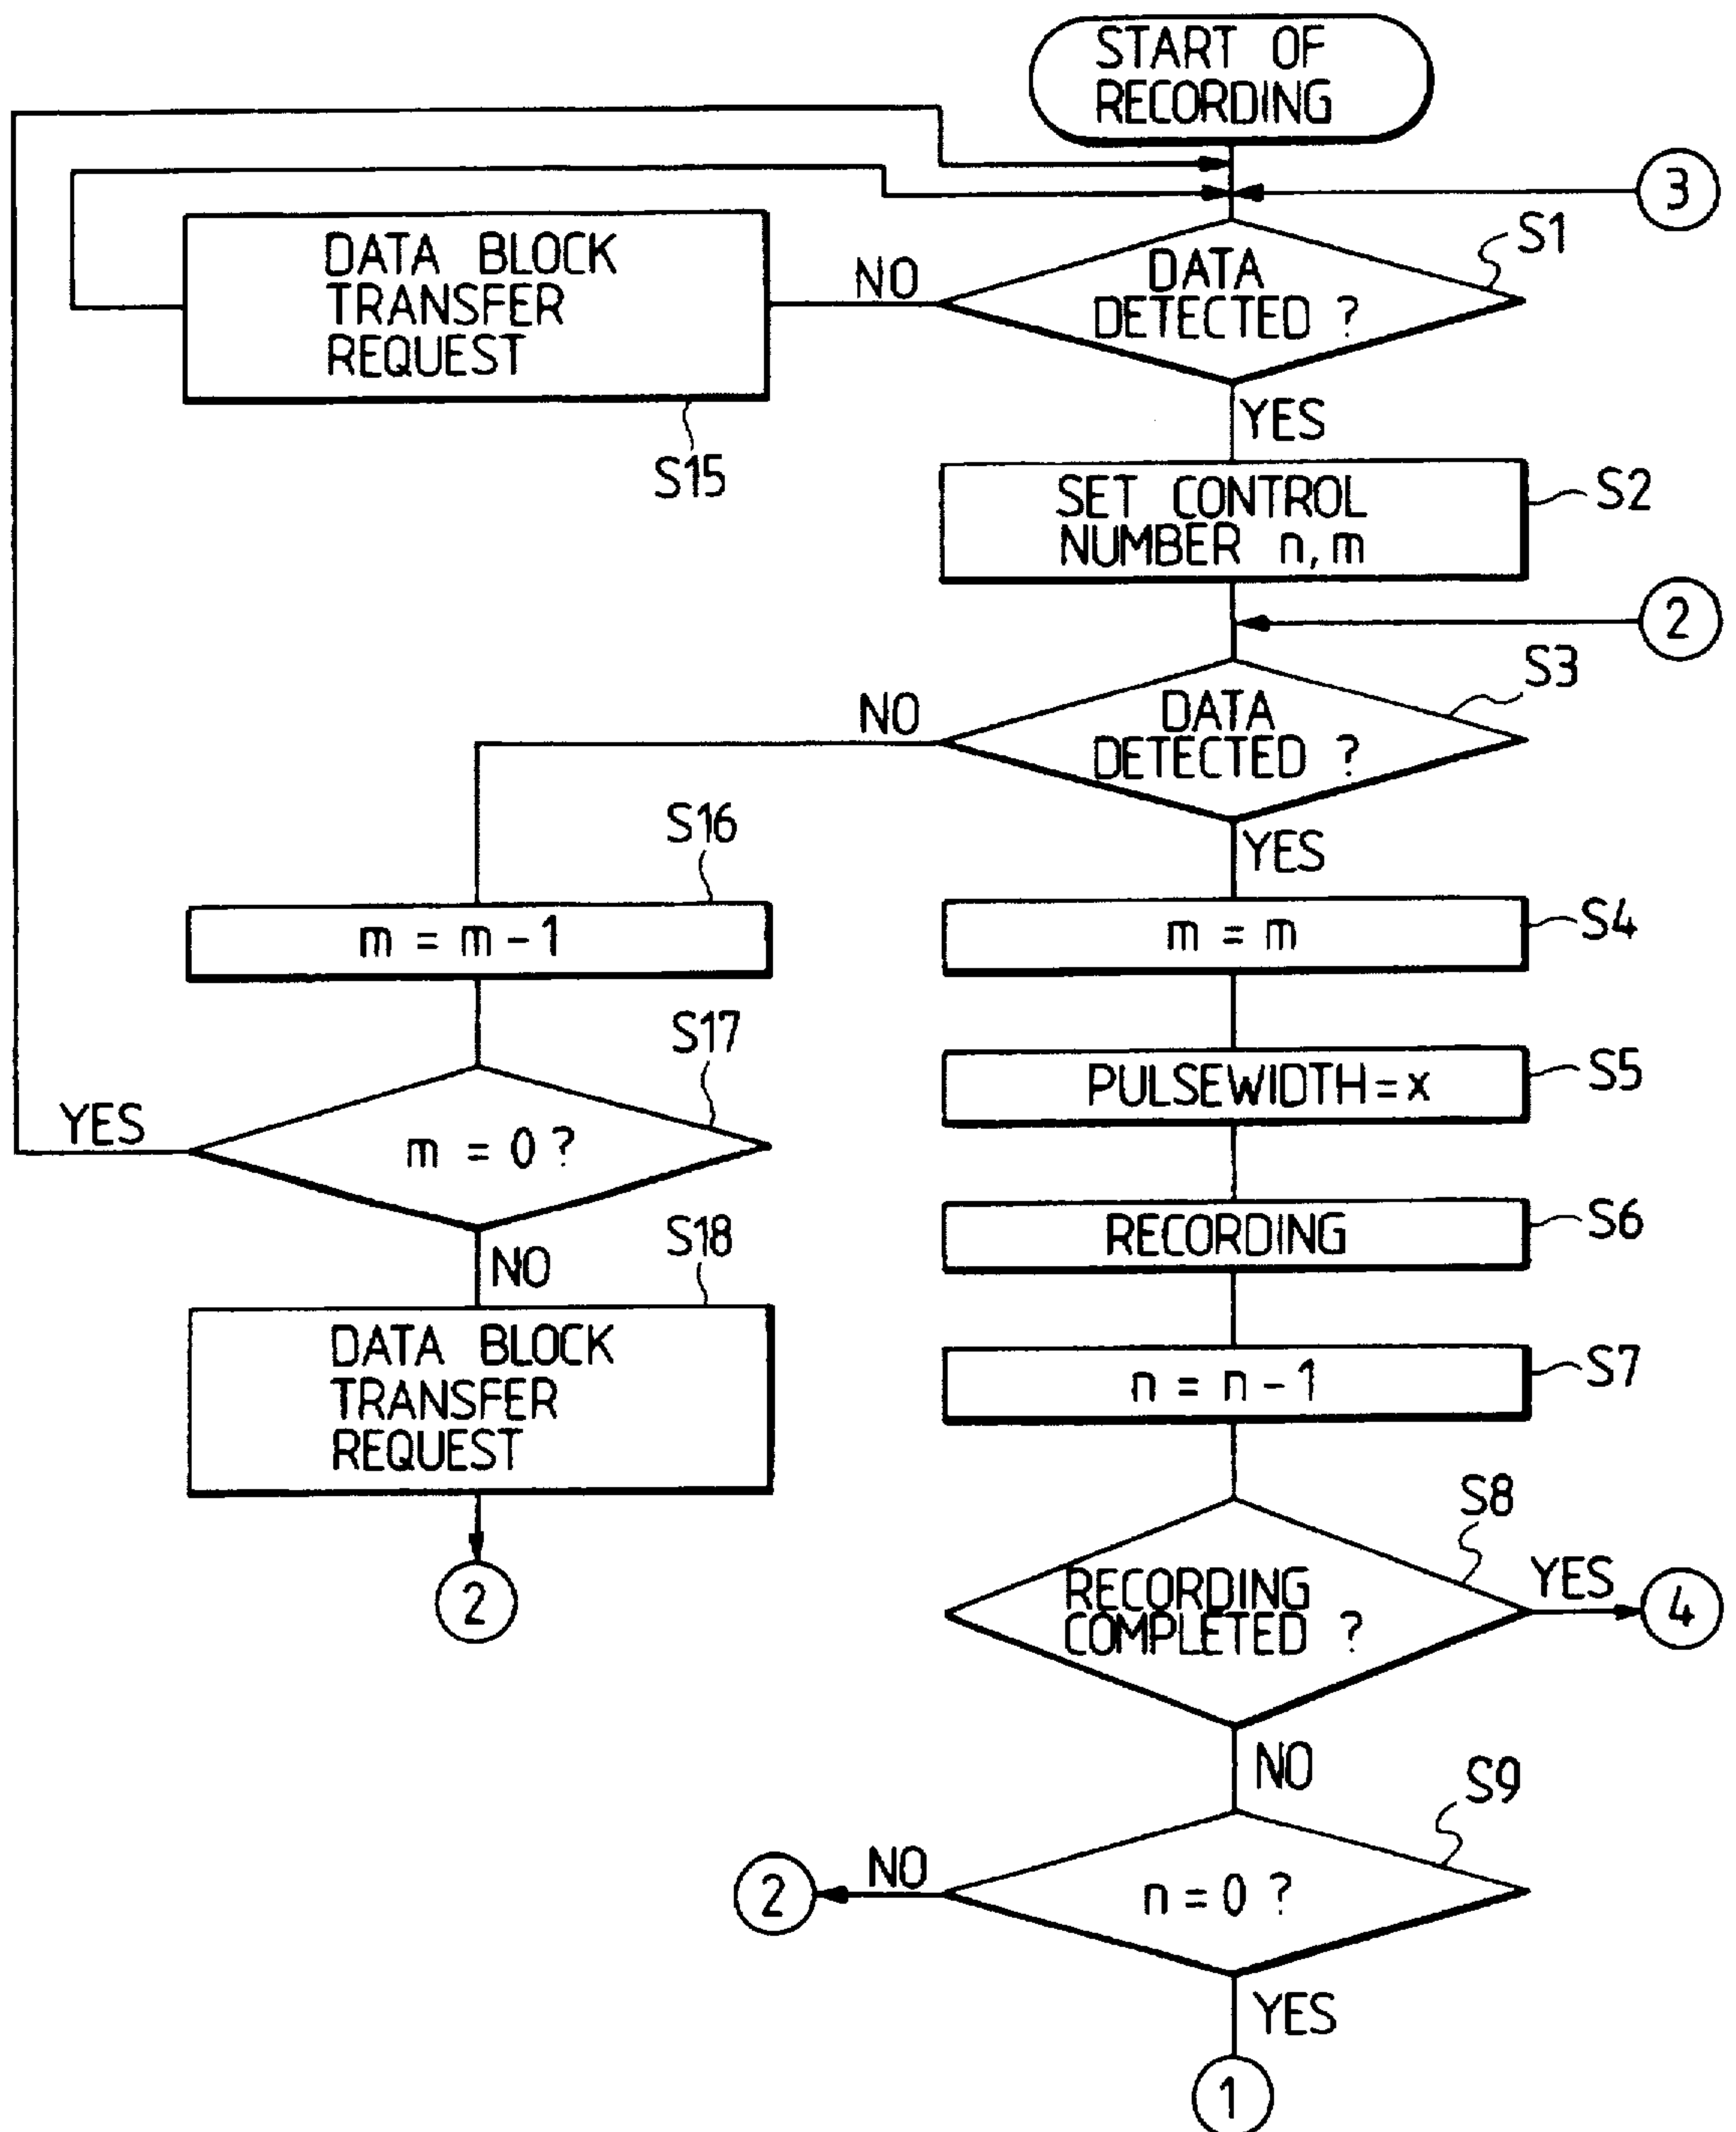 START OF
RECORDING
3
S1
DATA
DETECTED ?
NO
DATA BLOCK
TRANSFER
REQUEST
S15
YES
SET CONTROL
NUMBER n, m
S2
2
S3
DATA
DETECTED ?
NO
YES
S16
m = m - 1
m = m
S4
S17
PULSEWIDTH = x
S5
YES
m = 0 ?
RECORDING
S6
S18
NO
DATA BLOCK
TRANSFER
REQUEST
n = n - 1
S7
2
S8
RECORDING
COMPLETED ?
YES
4
NO
S9
n = 0 ?
NO
2
YES
1